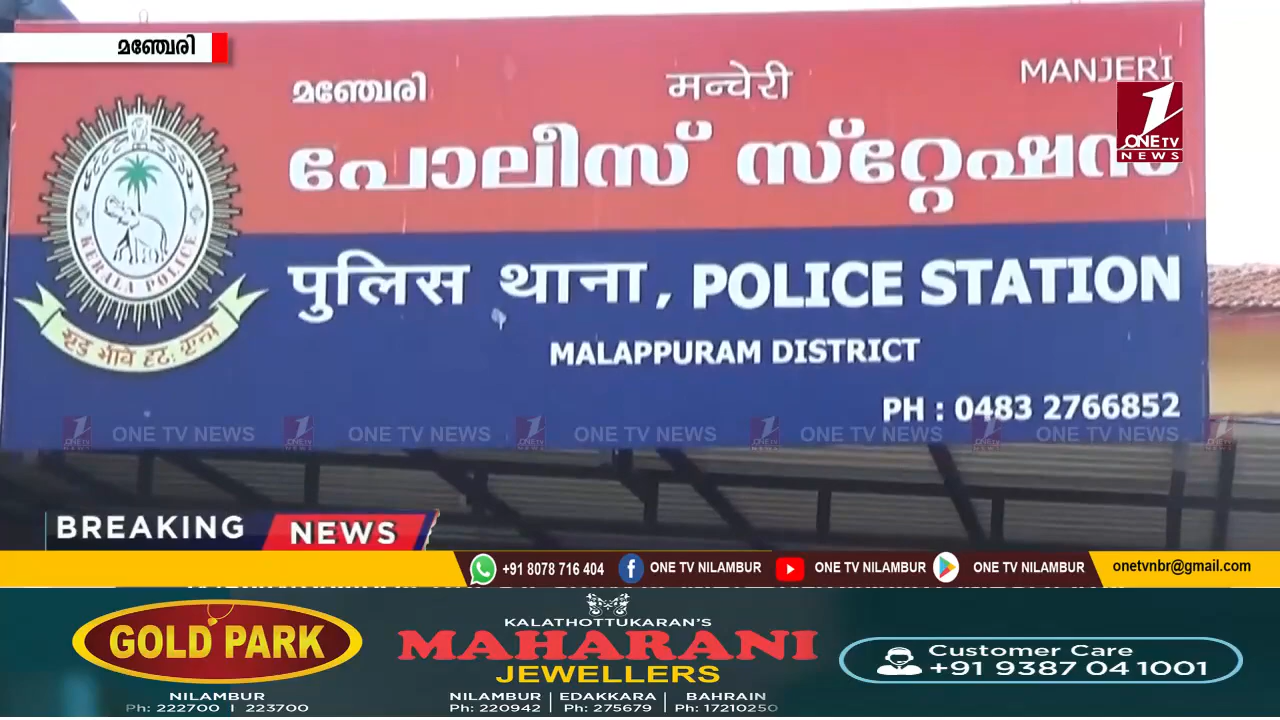 മഞ്ചേരി
മഞ്ചേരി मन्चेरी MANJERI
പോലീസ് സ്റ്റേഷൻ
1 ONE TV NEWS
पुलिस थाना, POLICE STATION
MALAPPURAM DISTRICT
PH : 0483 2766852
KERALA POLICE
ONE TV NEWS ONE TV NEWS ONE TV NEWS ONE TV NEWS ONE TV NEWS
BREAKING NEWS
+91 8078 716 404 ONE TV NILAMBUR ONE TV NILAMBUR ONE TV NILAMBUR onetvnbr@gmail.com
GOLD PARK
NILAMBUR
Ph: 222700 I 223700
KALATHOTTUKARAN'S
MAHARANI
JEWELLERS
NILAMBUR | EDAKKARA | BAHRAIN
Ph: 220942 | Ph: 275679 | Ph: 17210250
Customer Care
+91 9387 04 1001